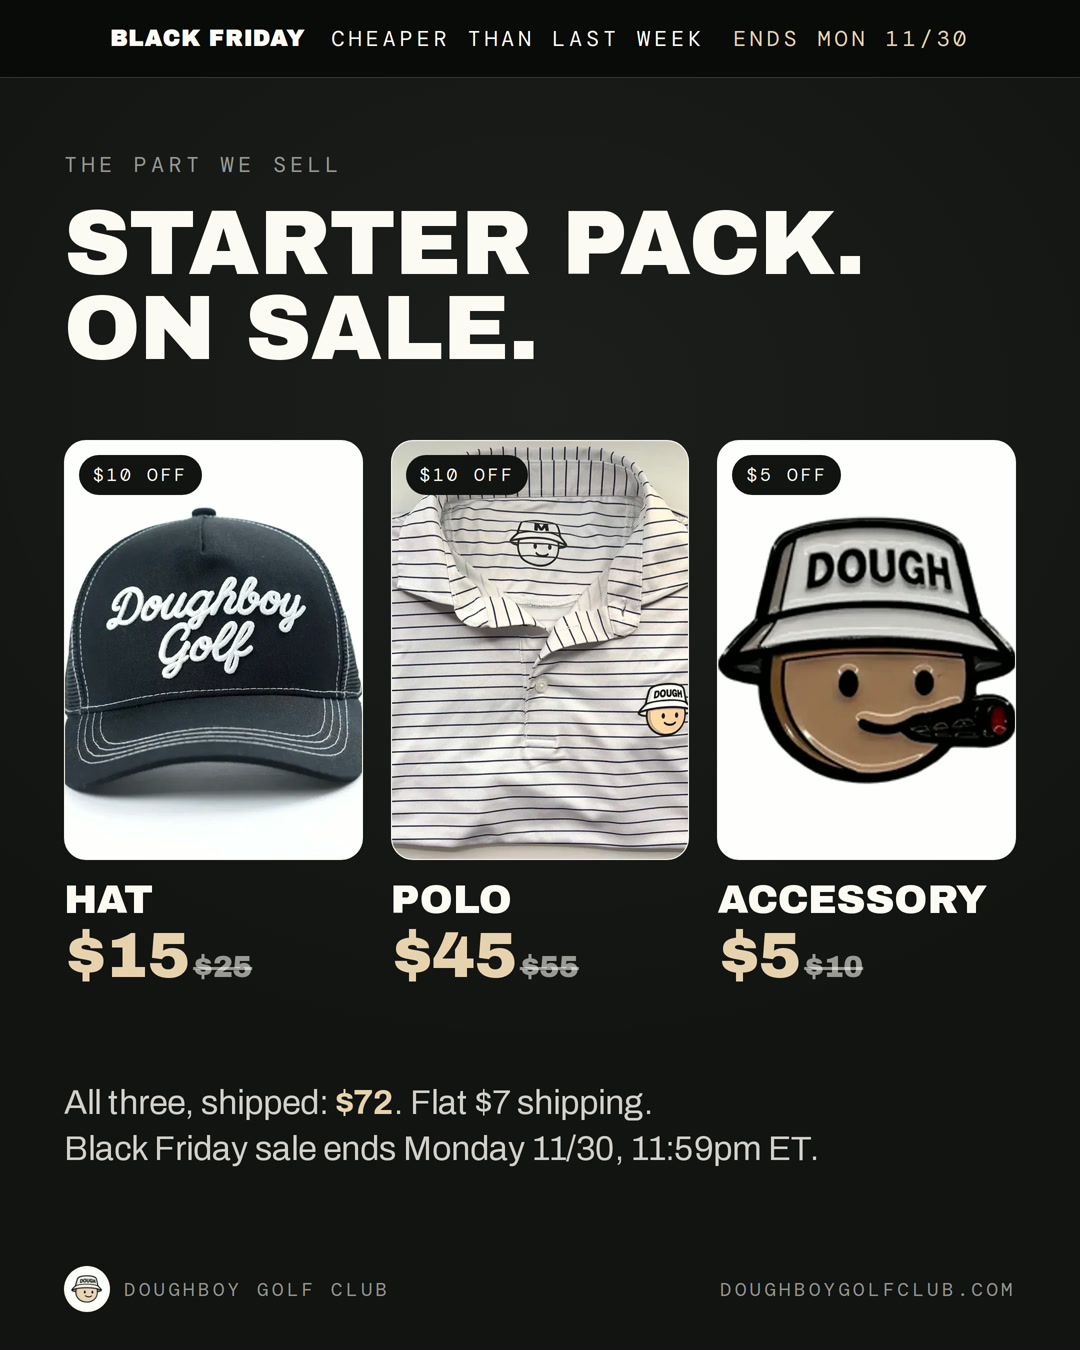 BLACK FRIDAY CHEAPER THAN LAST WEEK ENDS MON 11/30
THE PART WE SELL
STARTER PACK.
ON SALE.
$10 OFF
Doughboy
Golf
$10 OFF
M
DOUGH
$5 OFF
DOUGH
HAT
$15 $25
POLO
$45 $55
ACCESSORY
$5 $10
All three, shipped: $72. Flat $7 shipping.
Black Friday sale ends Monday 11/30, 11:59pm ET.
DOUGH
DOUGHBOY GOLF CLUB
DOUGHBOYGOLFCLUB.COM